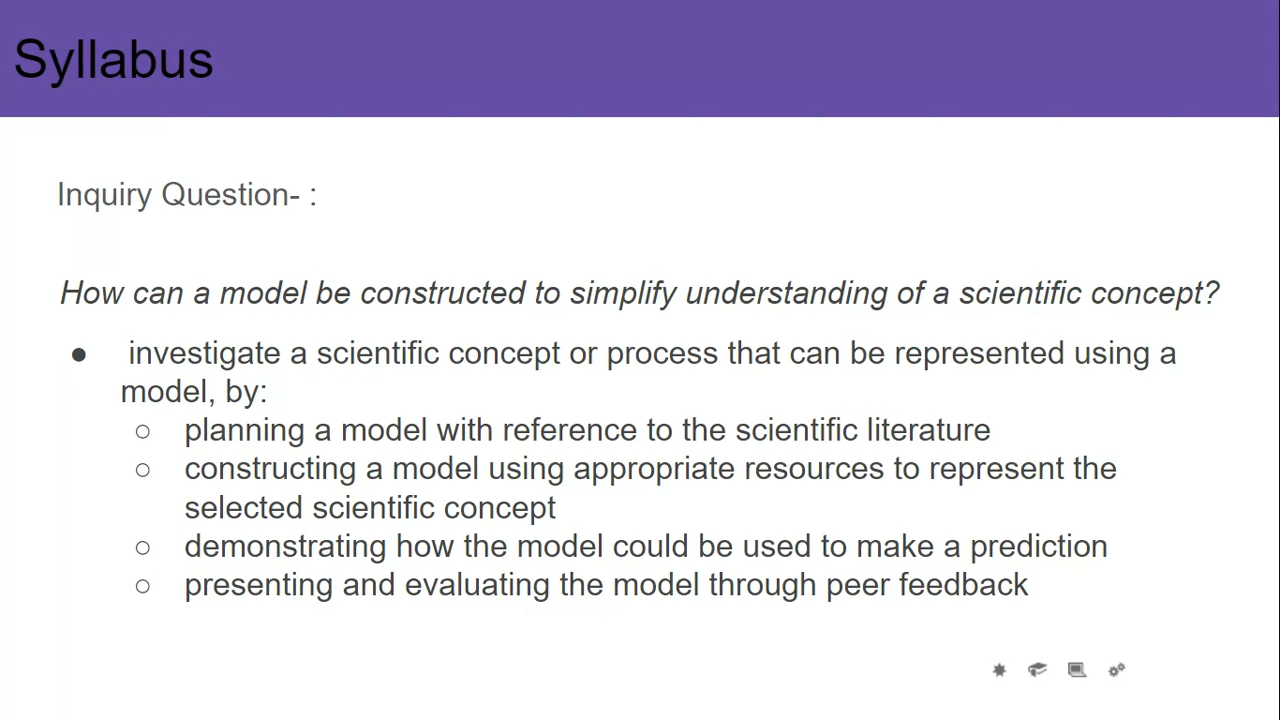 Syllabus
Inquiry Question- :
How can a model be constructed to simplify understanding of a scientific concept?
● investigate a scientific concept or process that can be represented using a
model, by:
○ planning a model with reference to the scientific literature
○ constructing a model using appropriate resources to represent the
selected scientific concept
○ demonstrating how the model could be used to make a prediction
○ presenting and evaluating the model through peer feedback